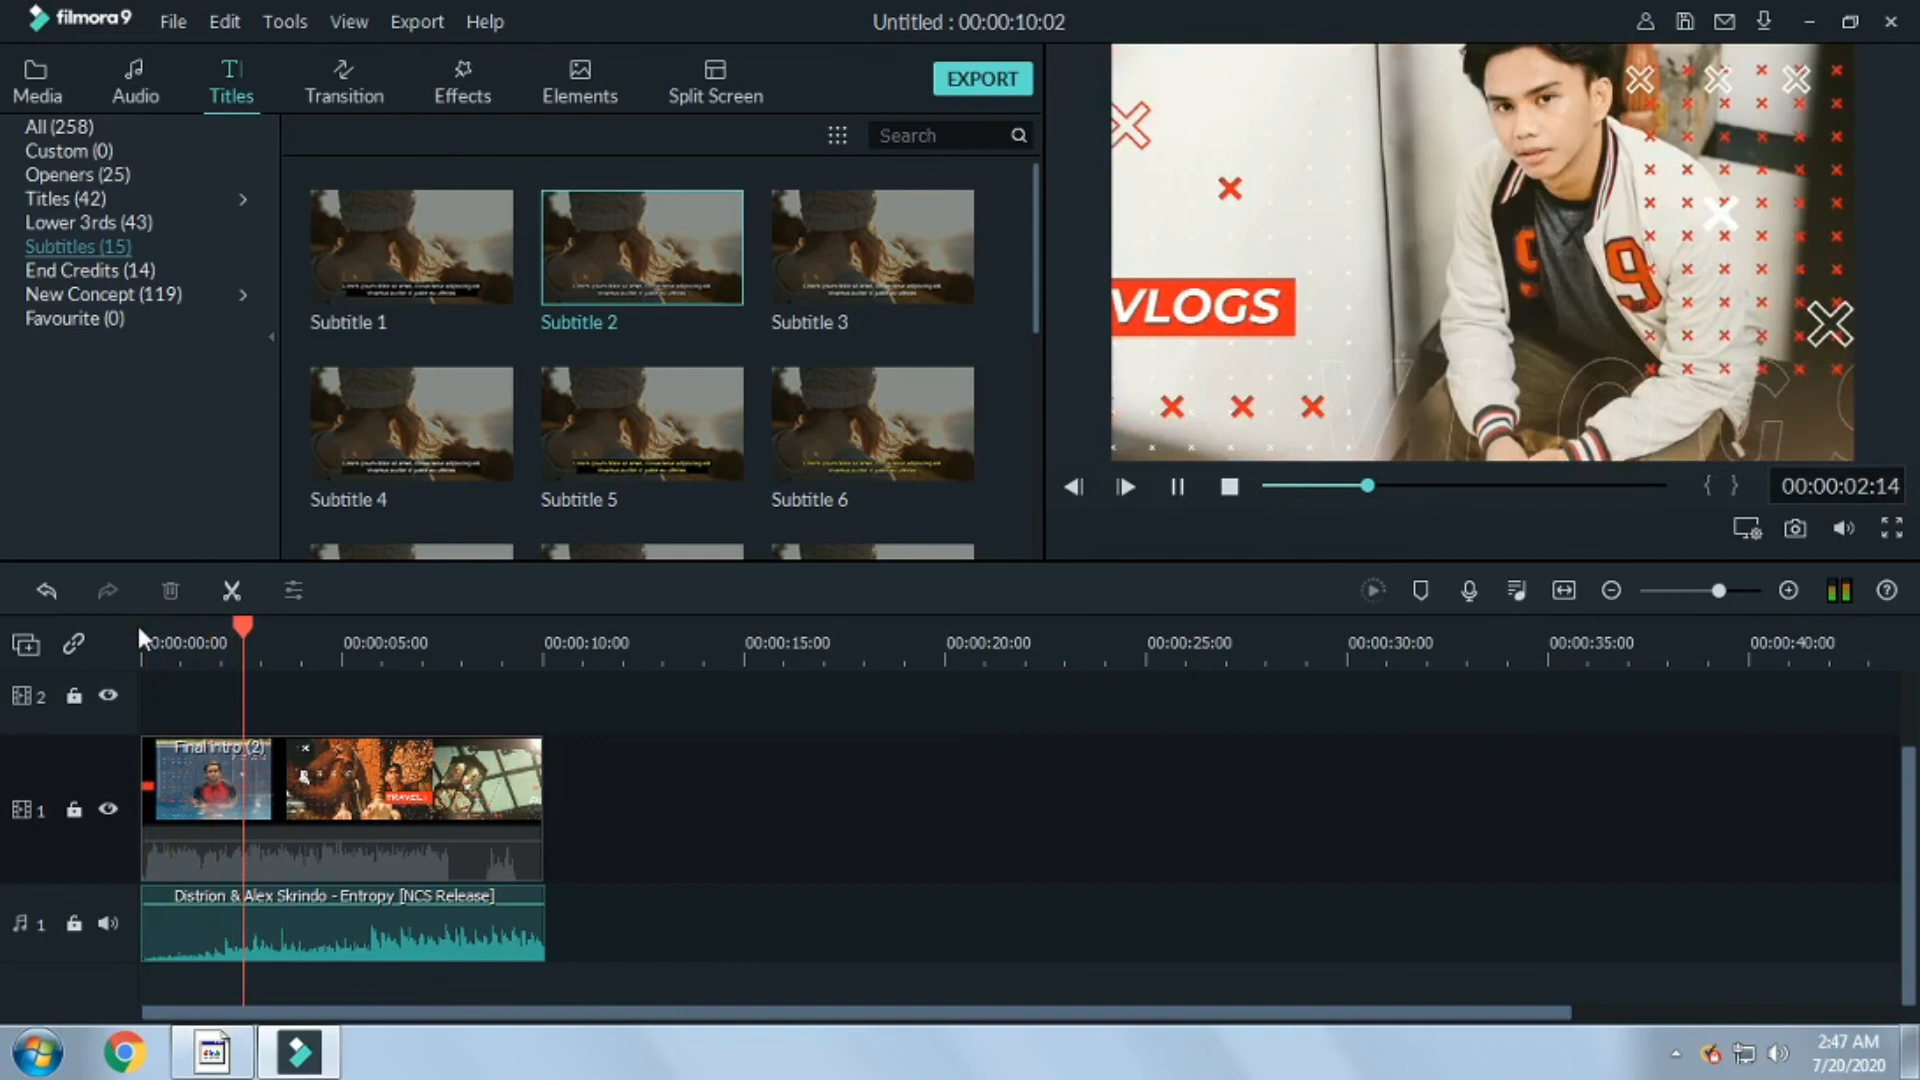 filmora9
File Edit Tools View Export Help
Untitled : 00:00:10:02
Media
Audio
Titles
Transition
Effects
Elements
Split Screen
EXPORT
All (258)
Custom (0)
Openers (25)
Titles (42)
Lower 3rds (43)
Subtitles (15)
End Credits (14)
New Concept (119)
Favourite (0)
Search
Subtitle 1
Subtitle 2
Subtitle 3
Subtitle 4
Subtitle 5
Subtitle 6
9
VLOGS
00:00:02:14
00:00:00:00
00:00:05:00
00:00:10:00
00:00:15:00
00:00:20:00
00:00:25:00
00:00:30:00
00:00:35:00
00:00:40:00
2
1
Final intro (2)
TRAVEL
Distrion & Alex Skrindo - Entropy [NCS Release]
1
2:47 AM
7/20/2020